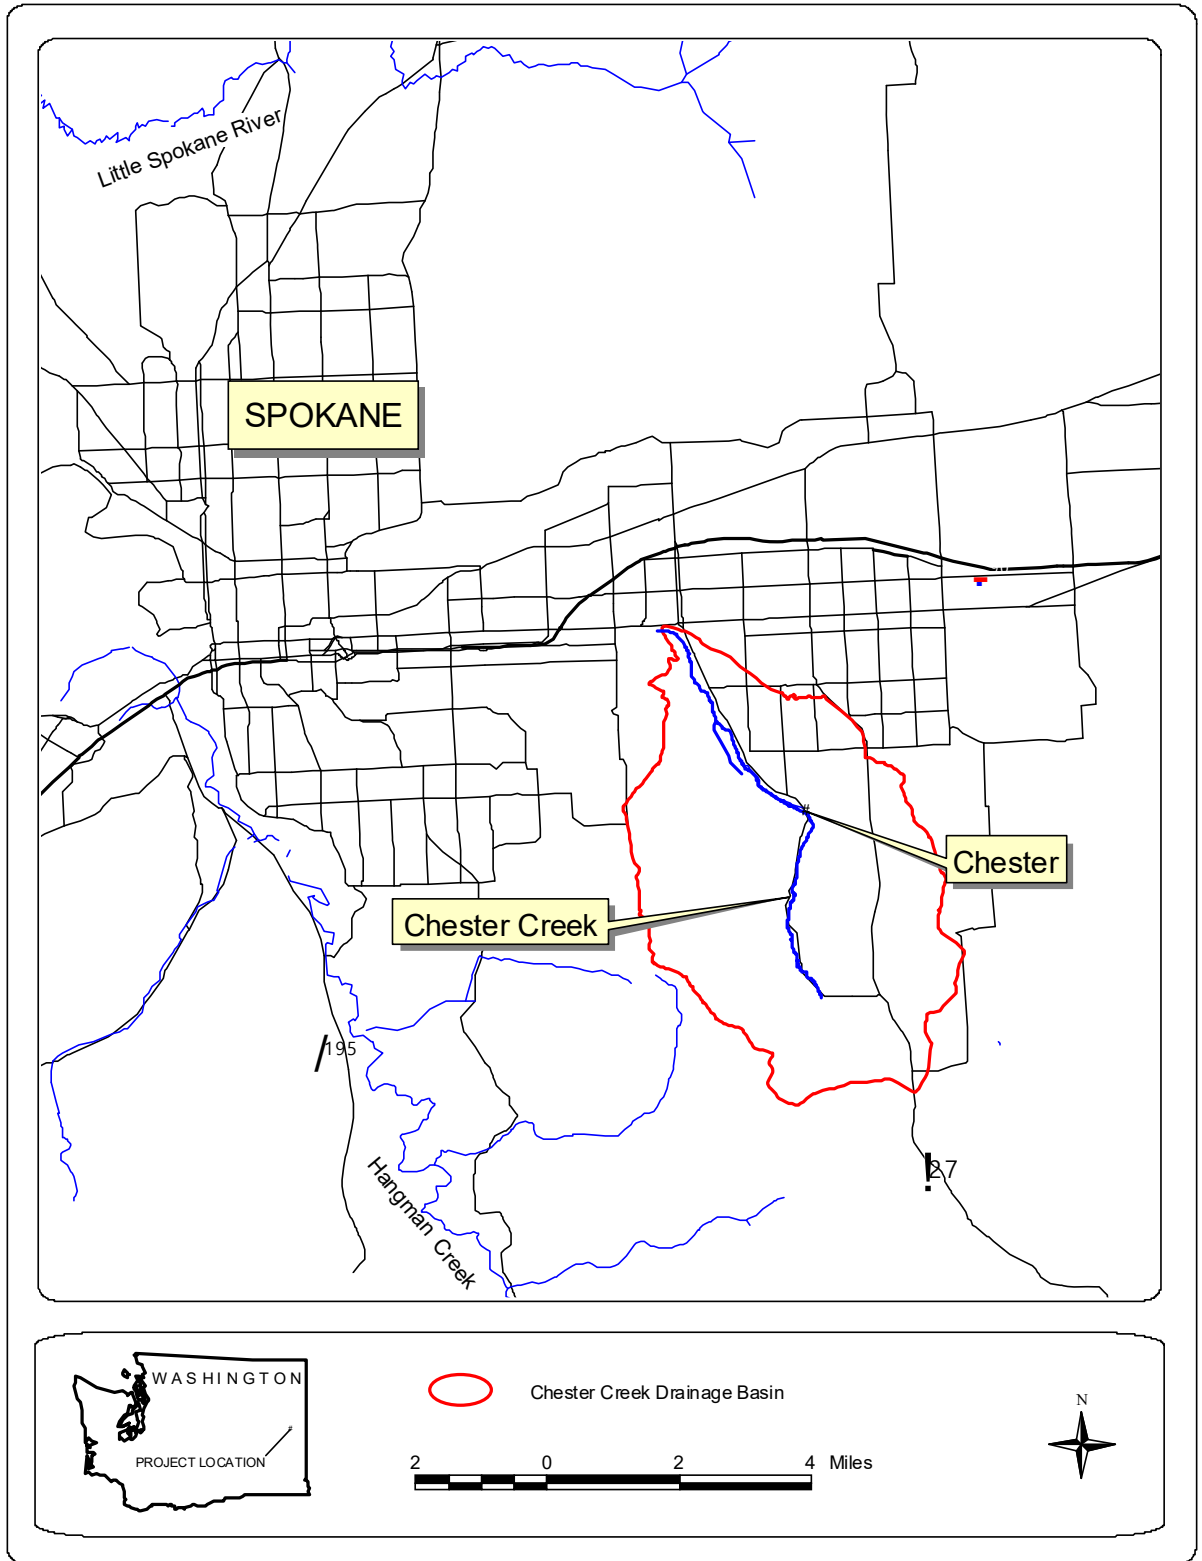 Little Spokane River
SPOKANE
Chester
Chester Creek
195
27
Hangman Creek
WASHINGTON
PROJECT LOCATION
Chester Creek Drainage Basin
2 0 2 4 Miles
N